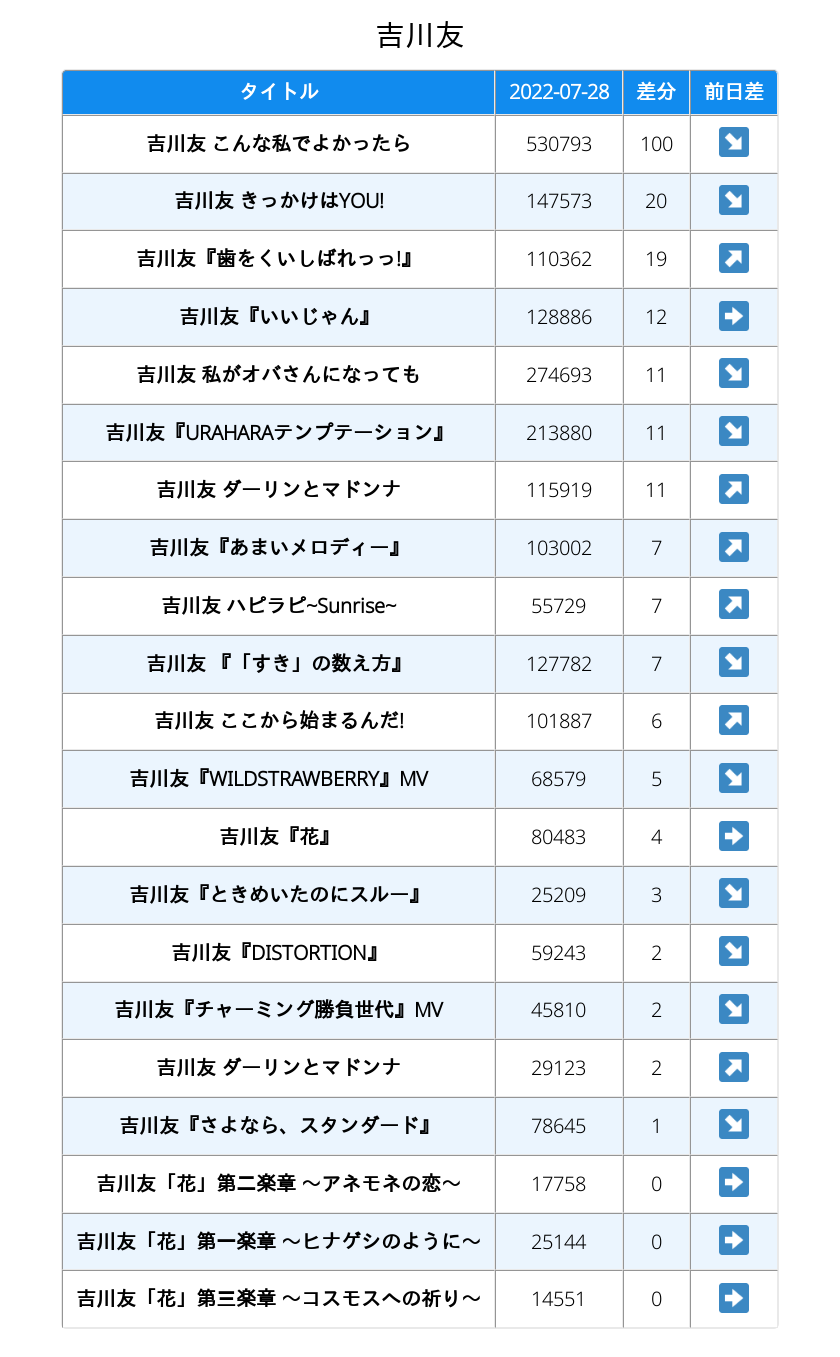 吉川友
タイトル 2022-07-28 差分 前日差
吉川友 こんな私でよかったら 530793 100 ↘
吉川友 きっかけはYOU! 147573 20 ↘
吉川友『歯をくいしばれっっ!』 110362 19 ↗
吉川友『いいじゃん』 128886 12 ➡
吉川友 私がオバさんになっても 274693 11 ↘
吉川友『URAHARAテンプテーション』 213880 11 ↘
吉川友 ダーリンとマドンナ 115919 11 ↗
吉川友『あまいメロディー』 103002 7 ↗
吉川友 ハピラピ~Sunrise~ 55729 7 ↗
吉川友 『「すき」の数え方』 127782 7 ↘
吉川友 ここから始まるんだ! 101887 6 ↗
吉川友『WILDSTRAWBERRY』MV 68579 5 ↘
吉川友『花』 80483 4 ➡
吉川友『ときめいたのにスルー』 25209 3 ↘
吉川友『DISTORTION』 59243 2 ↘
吉川友『チャーミング勝負世代』MV 45810 2 ↘
吉川友 ダーリンとマドンナ 29123 2 ↗
吉川友『さよなら、スタンダード』 78645 1 ↘
吉川友「花」第二楽章 〜アネモネの恋〜 17758 0 ➡
吉川友「花」第一楽章 〜ヒナゲシのように〜 25144 0 ➡
吉川友「花」第三楽章 〜コスモスへの祈り〜 14551 0 ➡